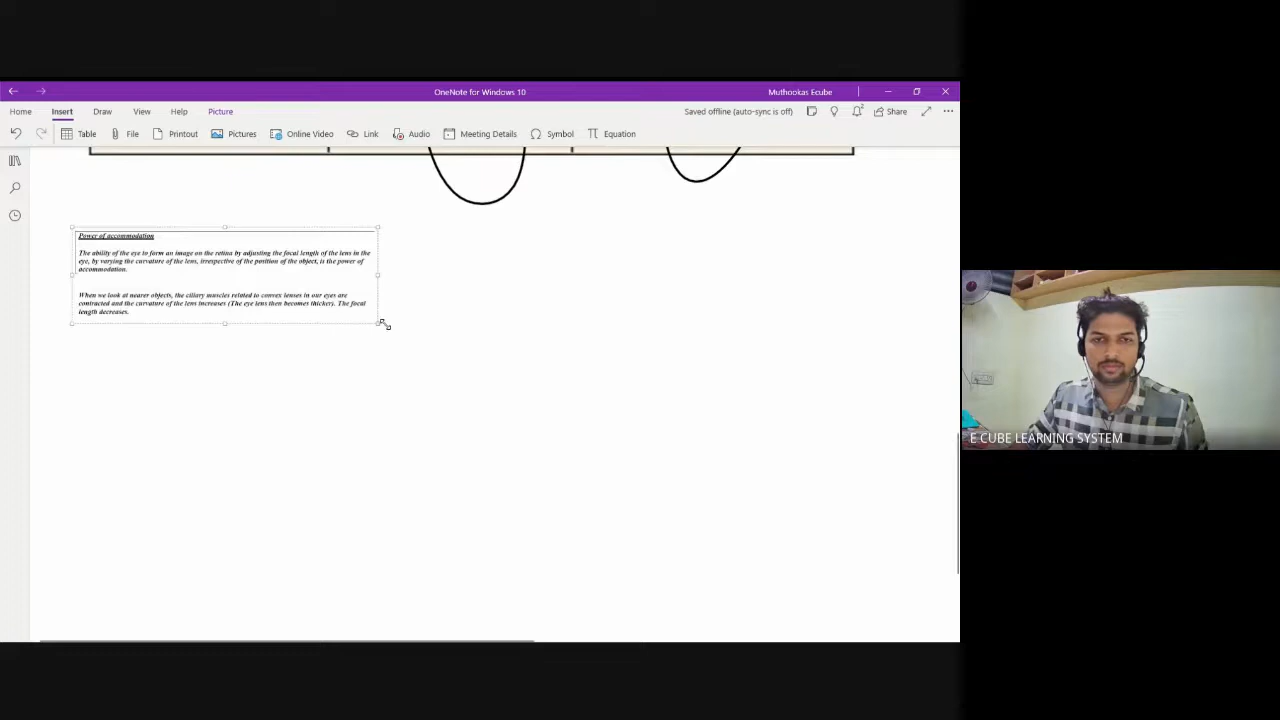 OneNote for Windows 10
Muthookas Ecube
Home Insert Draw View Help Picture
Saved offline (auto-sync is off) 2 Share
Table File Printout Pictures Online Video Link Audio Meeting Details Symbol Equation
Power of accommodation
The ability of the eye to form an image on the retina by adjusting the focal length of the lens in the
eye, by varying the curvature of the lens, irrespective of the position of the object, is the power of
accommodation.
When we look at nearer objects, the ciliary muscles related to convex lenses in our eyes are
contracted and the curvature of the lens increases (The eye lens then becomes thicker). The focal
length decreases.
E CUBE LEARNING SYSTEM